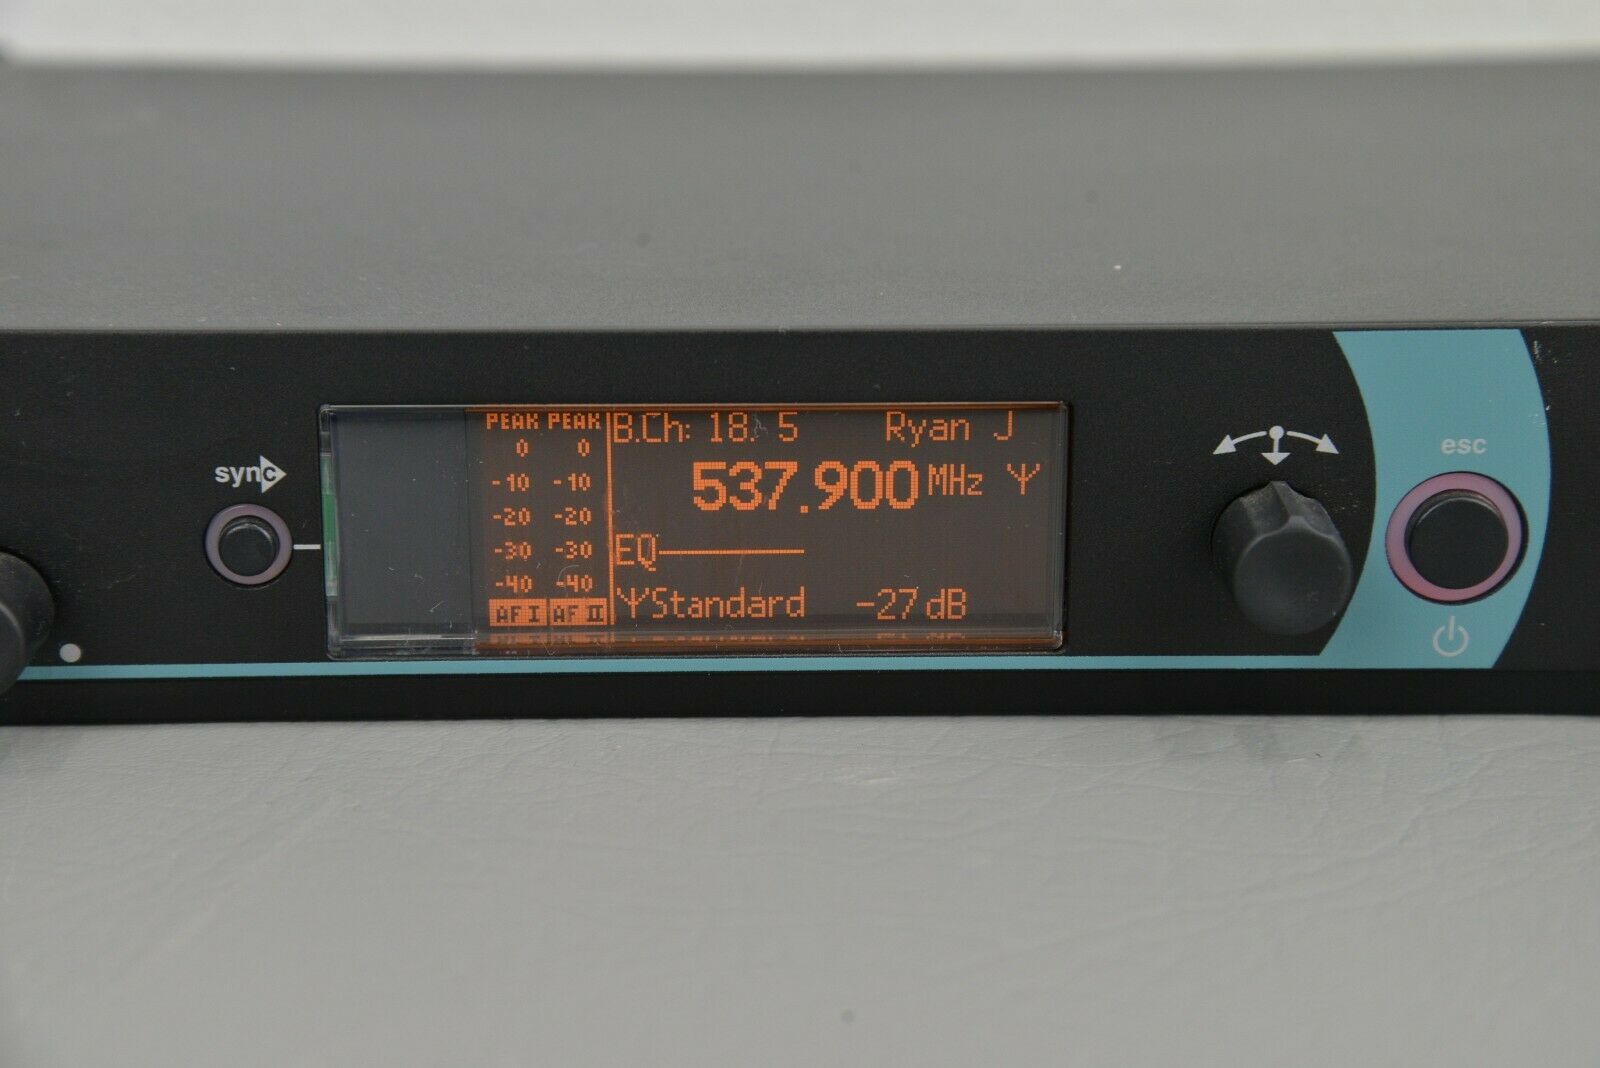 sync
PEAK PEAK
0 0
-10 -10
-20 -20
-30 -30
-40 -40
AF I AF II
B.Ch: 18. 5 Ryan J
537.900 MHz
EQ
Standard -27 dB
esc